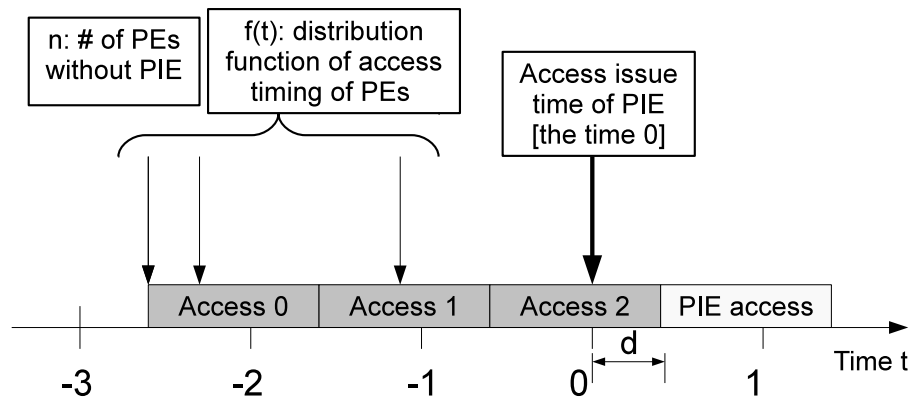 n: # of PEs
without PIE
f(t): distribution
function of access
timing of PEs
Access issue
time of PIE
[the time 0]
Access 0
Access 1
Access 2
PIE access
d
-3
-2
-1
0
1
Time t